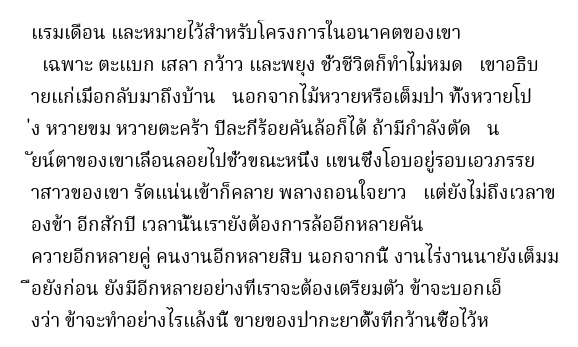 แรมเดือน และหมายไว้สำหรับโครงการในอนาคตของเขา
เฉพาะ ตะแบก เสลา กว้าว และพยุง ชั่วชีวิตก็ทำไม่หมด   เขาอธิบ
ายแก่เมื่อกลับมาถึงบ้าน   นอกจากไม้หวายหรือเต็มป่า ทั้งหวายโป
่ง หวายขม หวายตะคร้า ปีละกี่ร้อยคันล้อก็ได้ ถ้ามีกำลังตัด   น
ัยน์ตาของเขาเลื่อนลอยไปชั่วขณะหนึ่ง แขนซึ่งโอบอยู่รอบเอวภรรย
าสาวของเขา รัดแน่นเข้าก็คลาย พลางถอนใจยาว   แต่ยังไม่ถึงเวลาข
องข้า อีกสักปี เวลานั้นเรายังต้องการล้ออีกหลายคัน
ควายอีกหลายคู่ คนงานอีกหลายสิบ นอกจากนี้ งานไร่งานนายังเต็มม
ือยังก่อน ยังมีอีกหลายอย่างที่เราจะต้องเตรียมตัว ข้าจะบอกเอ็
งว่า ข้าจะทำอย่างไรแล้งนี้ ขายของป่ากะยาตั้งที่กว้านซื้อไว้ห